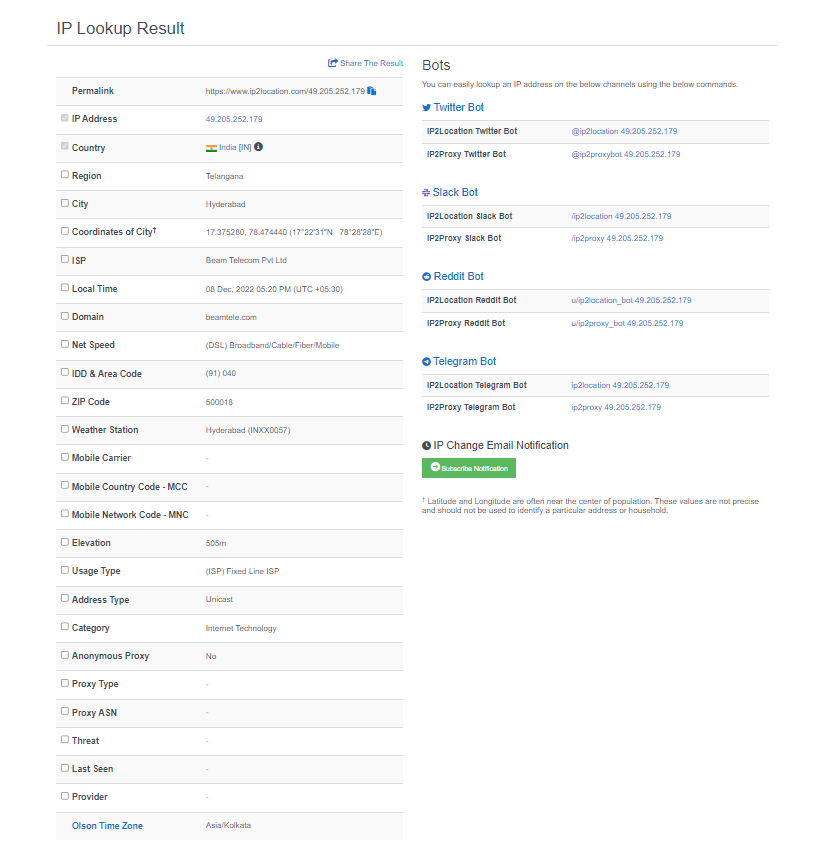 IP Lookup Result
Share The Result
Permalink https://www.ip2location.com/49.205.252.179
IP Address 49.205.252.179
Country India [IN]
Region Telangana
City Hyderabad
Coordinates of City† 17.375280, 78.474440 (17°22'31"N 78°28'28"E)
ISP Beam Telecom Pvt Ltd
Local Time 08 Dec, 2022 05:20 PM (UTC +05:30)
Domain beamtele.com
Net Speed (DSL) Broadband/Cable/Fiber/Mobile
IDD & Area Code (91) 040
ZIP Code 500018
Weather Station Hyderabad (INXX0057)
Mobile Carrier -
Mobile Country Code - MCC -
Mobile Network Code - MNC -
Elevation 505m
Usage Type (ISP) Fixed Line ISP
Address Type Unicast
Category Internet Technology
Anonymous Proxy No
Proxy Type -
Proxy ASN -
Threat -
Last Seen -
Provider -
Olson Time Zone Asia/Kolkata
Bots
You can easily lookup an IP address on the below channels using the below commands.
Twitter Bot
IP2Location Twitter Bot @ip2location 49.205.252.179
IP2Proxy Twitter Bot @ip2proxybot 49.205.252.179
Slack Bot
IP2Location Slack Bot /ip2location 49.205.252.179
IP2Proxy Slack Bot /ip2proxy 49.205.252.179
Reddit Bot
IP2Location Reddit Bot u/ip2location_bot 49.205.252.179
IP2Proxy Reddit Bot u/ip2proxy_bot 49.205.252.179
Telegram Bot
IP2Location Telegram Bot ip2location 49.205.252.179
IP2Proxy Telegram Bot ip2proxy 49.205.252.179
IP Change Email Notification
Subscribe Notification
† Latitude and Longitude are often near the center of population. These values are not precise
and should not be used to identify a particular address or household.